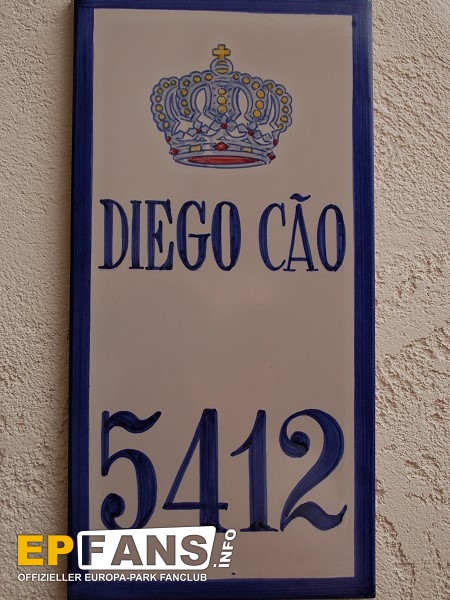 DIEGO CÃO
5412
EPFANS.iNFO
OFFIZIELLER EUROPA-PARK FANCLUB